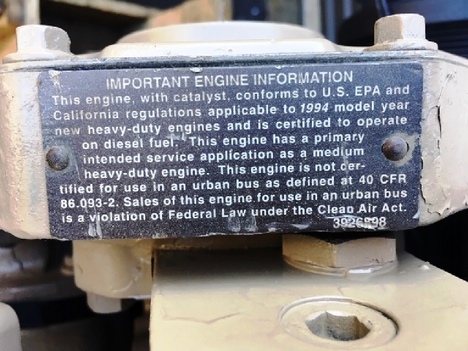 IMPORTANT ENGINE INFORMATION
This engine, with catalyst, conforms to U.S. EPA and
California regulations applicable to 1994 model year
new heavy-duty engines and is certified to operate
on diesel fuel. This engine has a primary
intended service application as a medium
heavy-duty engine. This engine is not cer-
tified for use in an urban bus as defined at 40 CFR
86.093-2. Sales of this engine for use in an urban bus
is a violation of Federal Law under the Clean Air Act.